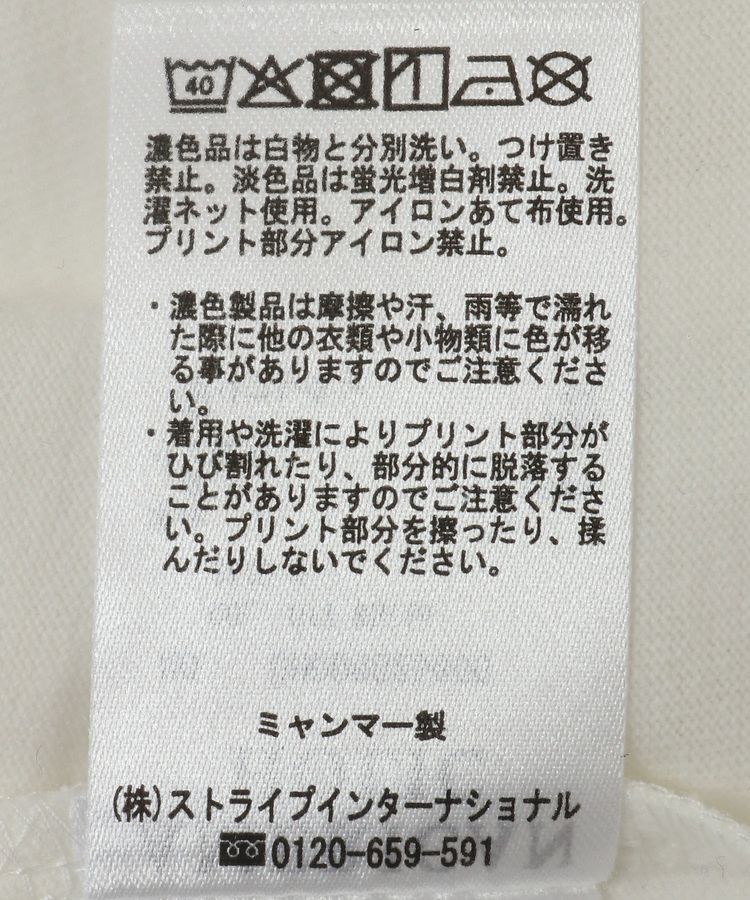 40
濃色品は白物と分別洗い。つけ置き
禁止。淡色品は蛍光増白剤禁止。洗
濯ネット使用。アイロンあて布使用。
プリント部分アイロン禁止。
・濃色製品は摩擦や汗、雨等で濡れ
た際に他の衣類や小物類に色が移
る事がありますのでご注意くださ
い。
・着用や洗濯によりプリント部分が
ひび割れたり、部分的に脱落する
ことがありますのでご注意くださ
い。プリント部分を擦ったり、揉
んだりしないでください。
ミャンマー製
(株)ストライプインターナショナル
0120-659-591